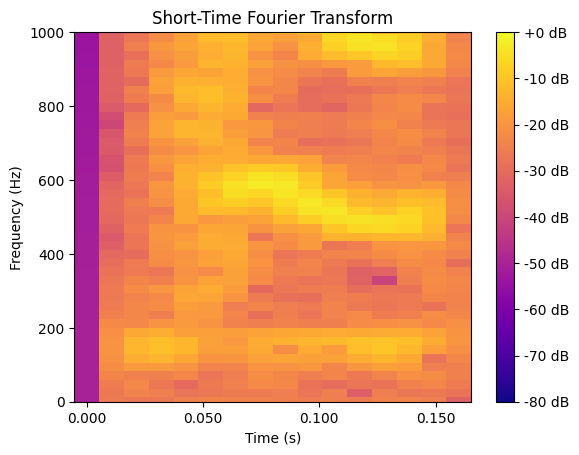 Short-Time Fourier Transform
1000
800
600
400
200
0
Frequency (Hz)
0.000
0.050
0.100
0.150
Time (s)
+0 dB
-10 dB
-20 dB
-30 dB
-40 dB
-50 dB
-60 dB
-70 dB
-80 dB